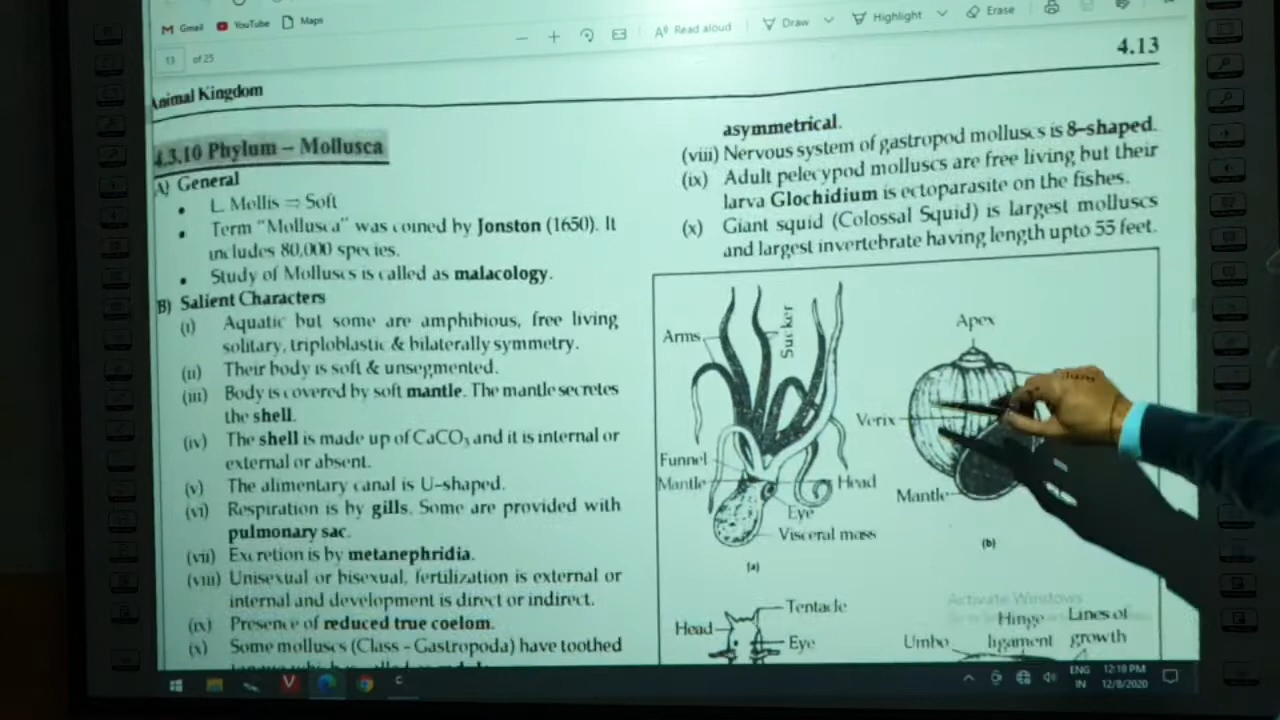 Gmail YouTube Maps
13 of 25
Read aloud Draw Highlight Erase
4.13
Animal Kingdom
4.3.10 Phylum – Mollusca
A) General
• L. Mollis = Soft
• Term "Mollusca" was coined by Jonston (1650). It
includes 80,000 species.
• Study of Molluscs is called as malacology.
B) Salient Characters
(i) Aquatic but some are amphibious, free living
solitary, triploblastic & bilaterally symmetry.
(ii) Their body is soft & unsegmented.
(iii) Body is covered by soft mantle. The mantle secretes
the shell.
(iv) The shell is made up of CaCO3 and it is internal or
external or absent.
(v) The alimentary canal is U-shaped.
(vi) Respiration is by gills. Some are provided with
pulmonary sac.
(vii) Excretion is by metanephridia.
(viii) Unisexual or bisexual, fertilization is external or
internal and development is direct or indirect.
(ix) Presence of reduced true coelom.
(x) Some molluscs (Class - Gastropoda) have toothed
asymmetrical.
(viii) Nervous system of gastropod molluscs is 8-shaped.
(ix) Adult pelecypod molluscs are free living but their
larva Glochidium is ectoparasite on the fishes.
(x) Giant squid (Colossal Squid) is largest molluscs
and largest invertebrate having length upto 55 feet.
Arms
Sucker
Funnel
Mantle
Head
Eye
Visceral mass
(a)
Apex
Verix
Mantle
(b)
Tentacle
Head
Eye
Activate Windows
Umbo
Hinge
ligament
Lines of
growth
ENG
IN
12:18 PM
12/8/2020